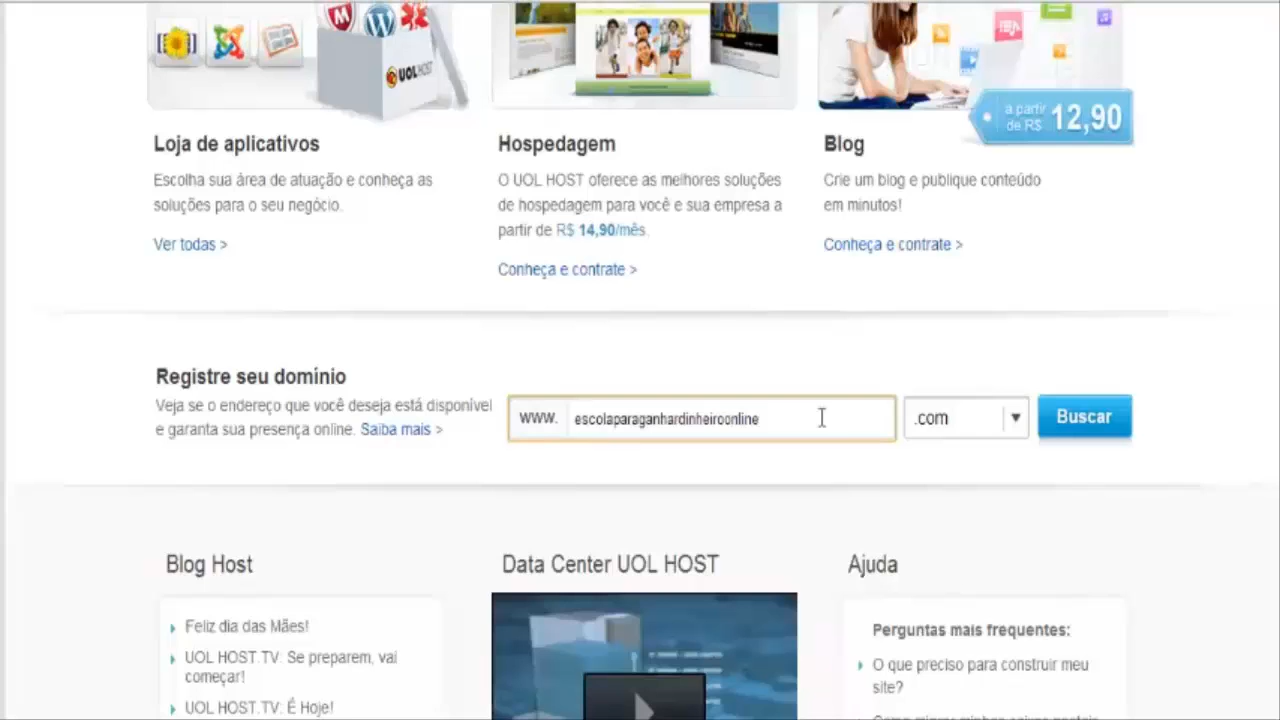 UOL HOST
a partir
de R$ 12,90
Loja de aplicativos
Escolha sua área de atuação e conheça as
soluções para o seu negócio.
Ver todas >
Hospedagem
O UOL HOST oferece as melhores soluções
de hospedagem para você e sua empresa a
partir de R$ 14,90/mês.
Conheça e contrate >
Blog
Crie um blog e publique conteúdo
em minutos!
Conheça e contrate >
Registre seu domínio
Veja se o endereço que você deseja está disponível
e garanta sua presença online. Saiba mais >
www. escolaparaganhardinheiroonline
.com
Buscar
Blog Host
Feliz dia das Mães!
UOL HOST.TV: Se preparem, vai
começar!
UOL HOST.TV: É Hoje!
Data Center UOL HOST
Ajuda
Perguntas mais frequentes:
O que preciso para construir meu
site?